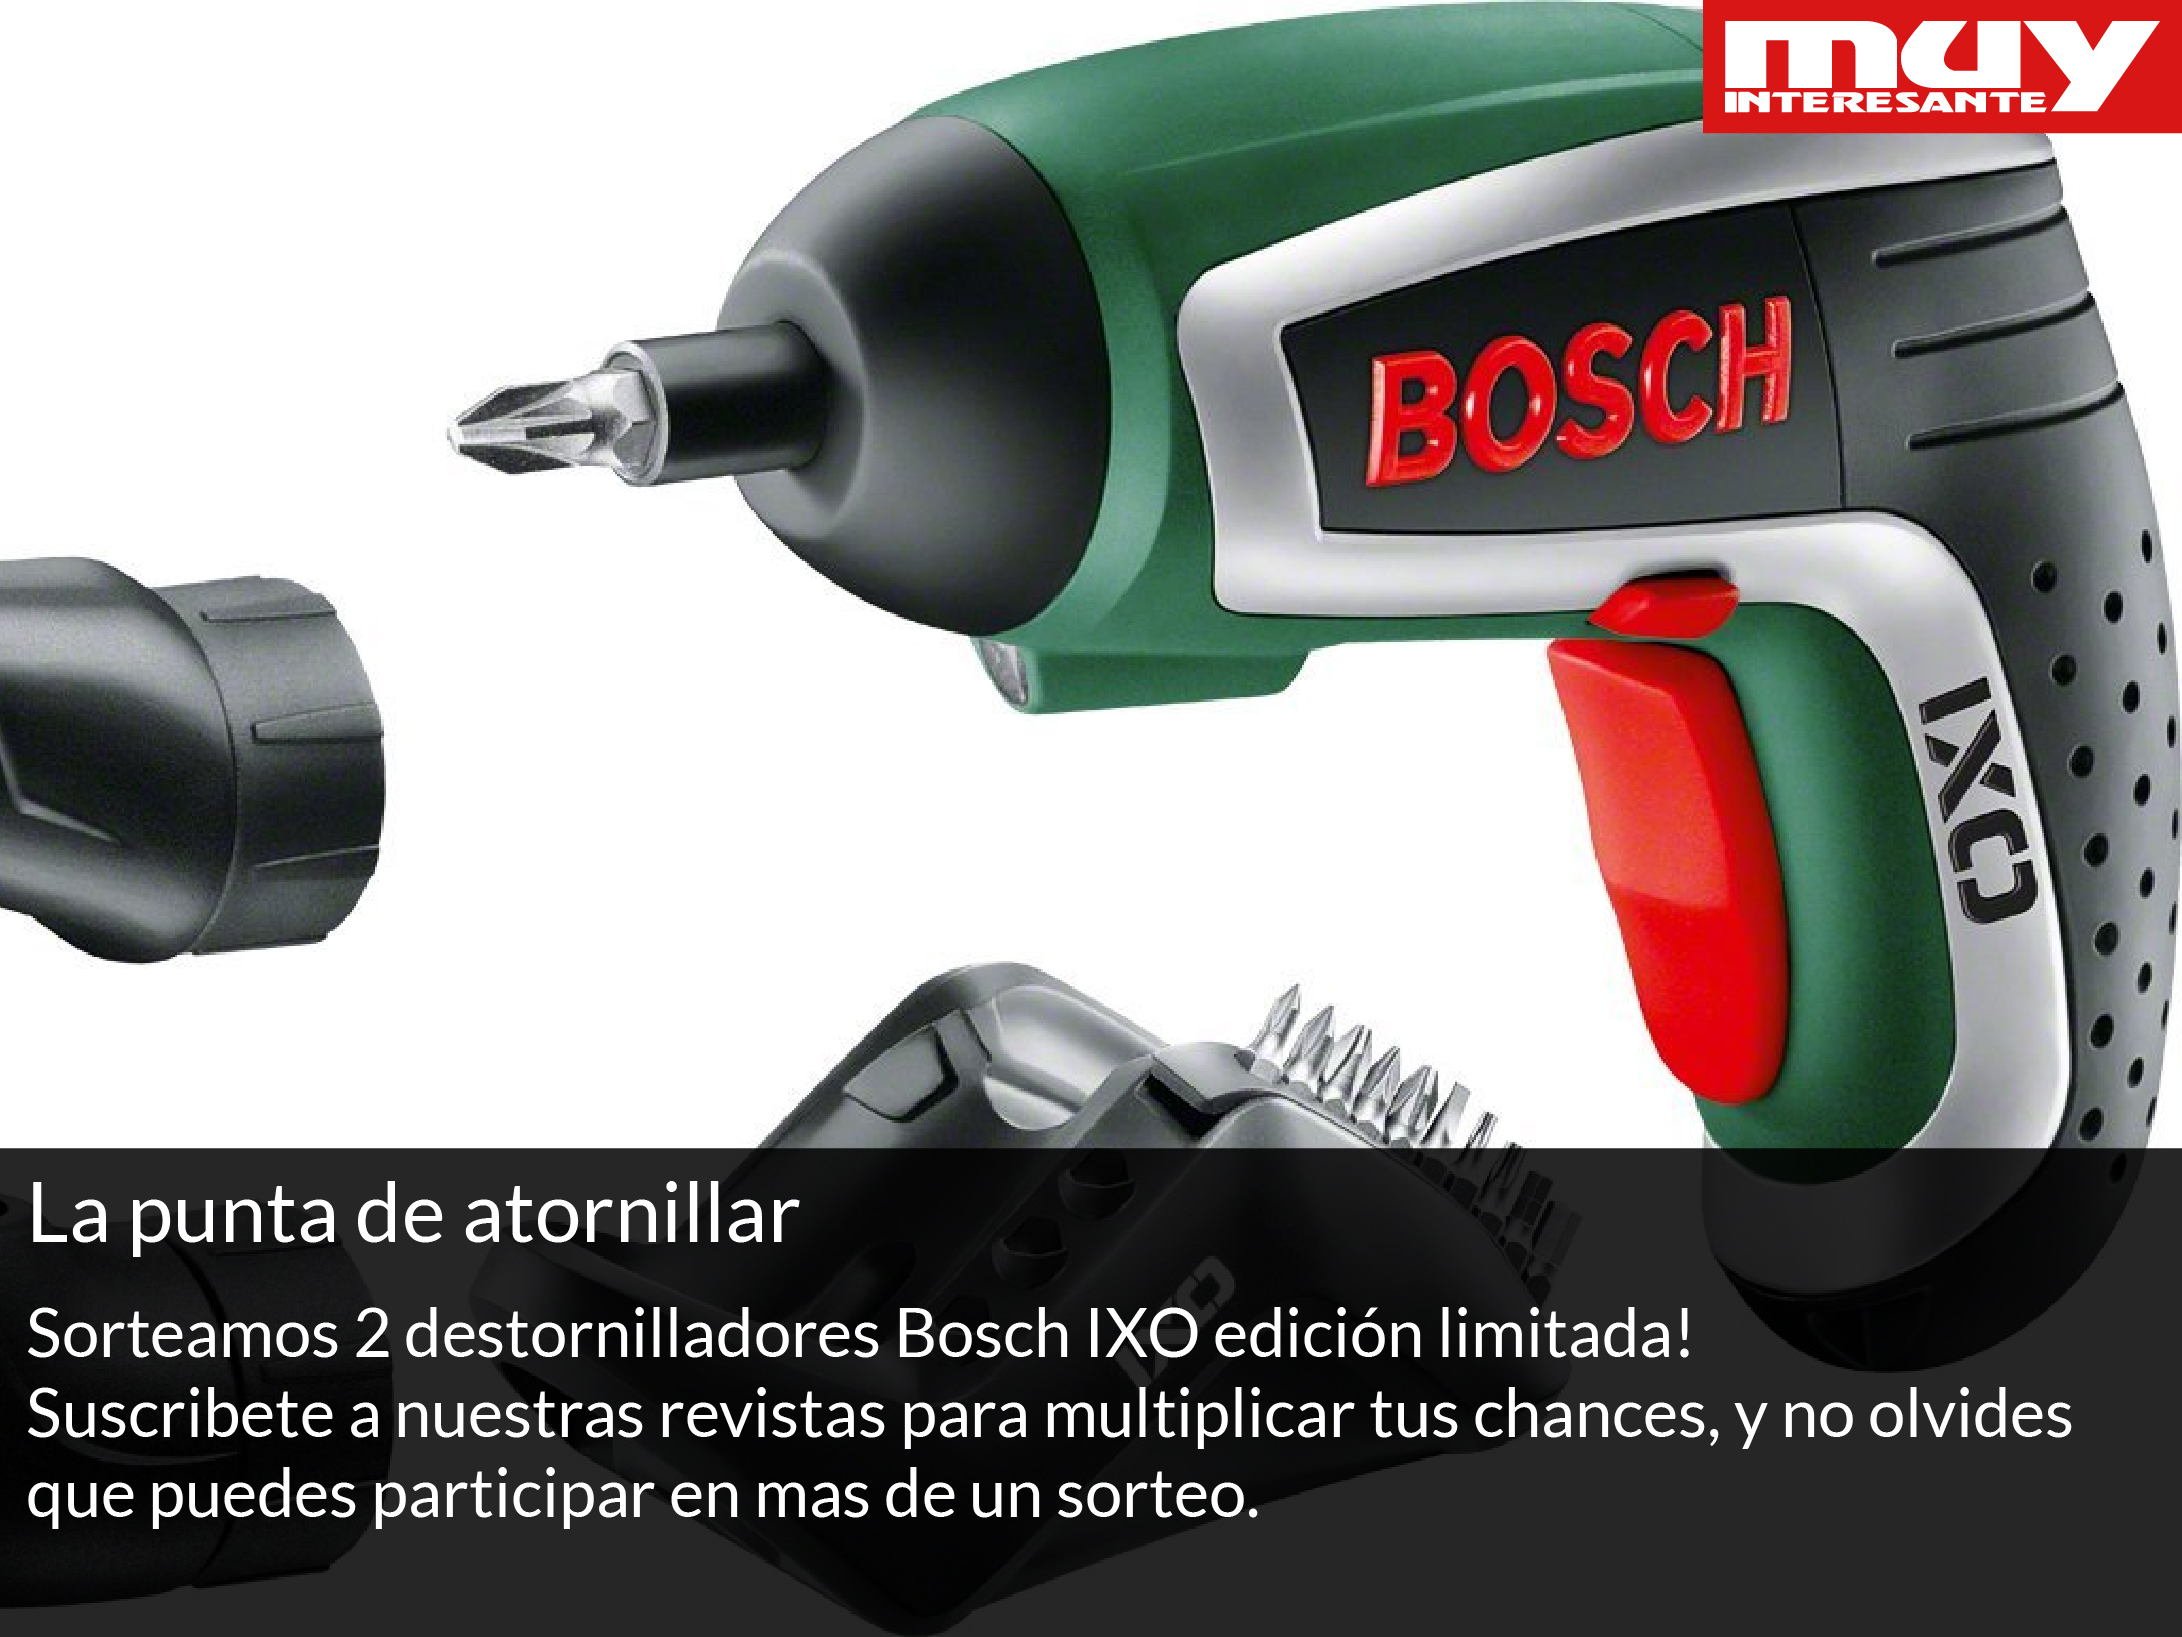 muy
INTERESANTE
BOSCH
IXO
IXO
La punta de atornillar
Sorteamos 2 destornilladores Bosch IXO edición limitada!
Suscribete a nuestras revistas para multiplicar tus chances, y no olvides
que puedes participar en mas de un sorteo.